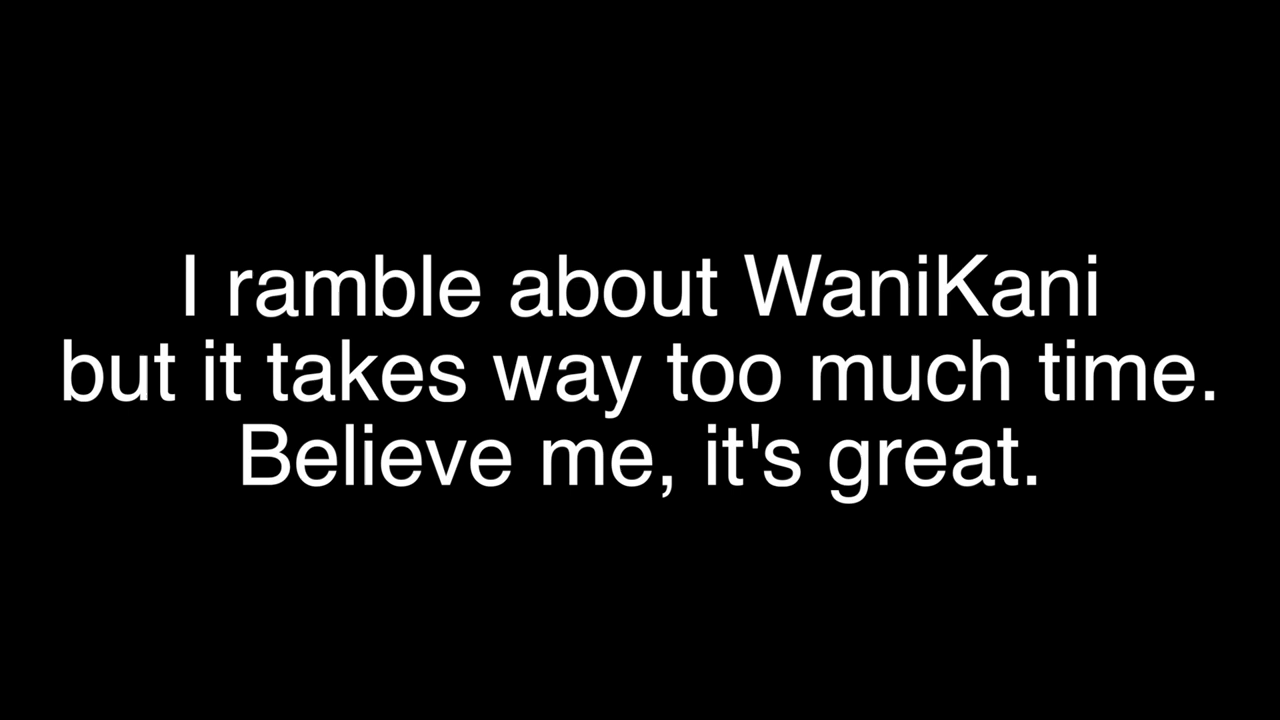 I ramble about WaniKani
but it takes way too much time.
Believe me, it's great.